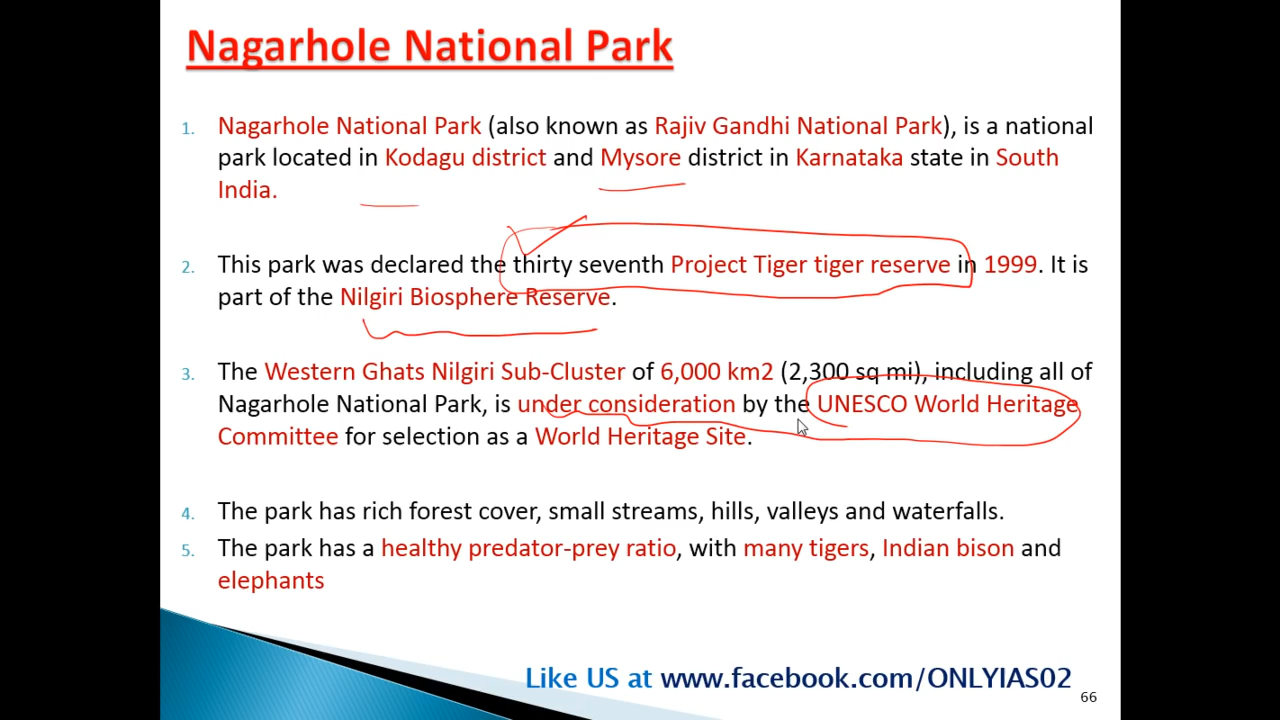 Nagarhole National Park
1. Nagarhole National Park (also known as Rajiv Gandhi National Park), is a national
park located in Kodagu district and Mysore district in Karnataka state in South
India.
2. This park was declared the thirty seventh Project Tiger tiger reserve in 1999. It is
part of the Nilgiri Biosphere Reserve.
3. The Western Ghats Nilgiri Sub-Cluster of 6,000 km2 (2,300 sq mi), including all of
Nagarhole National Park, is under consideration by the UNESCO World Heritage
Committee for selection as a World Heritage Site.
4. The park has rich forest cover, small streams, hills, valleys and waterfalls.
5. The park has a healthy predator-prey ratio, with many tigers, Indian bison and
elephants
Like US at www.facebook.com/ONLYIAS02
66